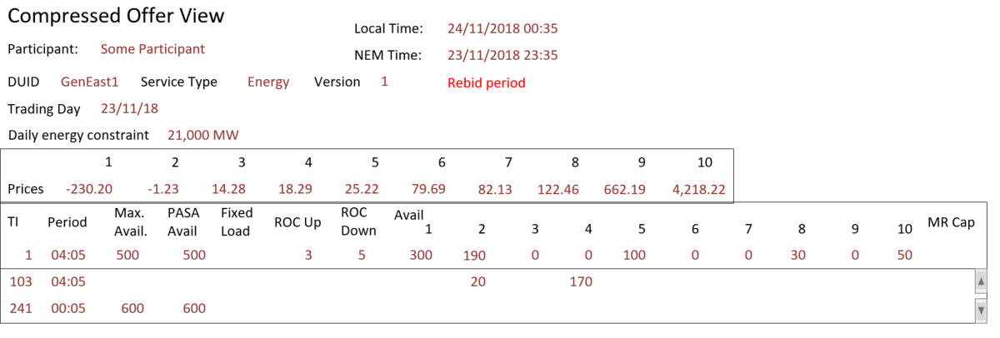 Compressed Offer View
Local Time: 24/11/2018 00:35
Participant: Some Participant
NEM Time: 23/11/2018 23:35
DUID GenEast1 Service Type Energy Version 1 Rebid period
Trading Day 23/11/18
Daily energy constraint 21,000 MW
1 2 3 4 5 6 7 8 9 10
Prices -230.20 -1.23 14.28 18.29 25.22 79.69 82.13 122.46 662.19 4,218.22
TI Period Max. Avail. PASA Avail Fixed Load ROC Up ROC Down Avail 1 2 3 4 5 6 7 8 9 10 MR Cap
1 04:05 500 500 3 5 300 190 0 0 100 0 0 30 0 50
103 04:05 20 170
241 00:05 600 600